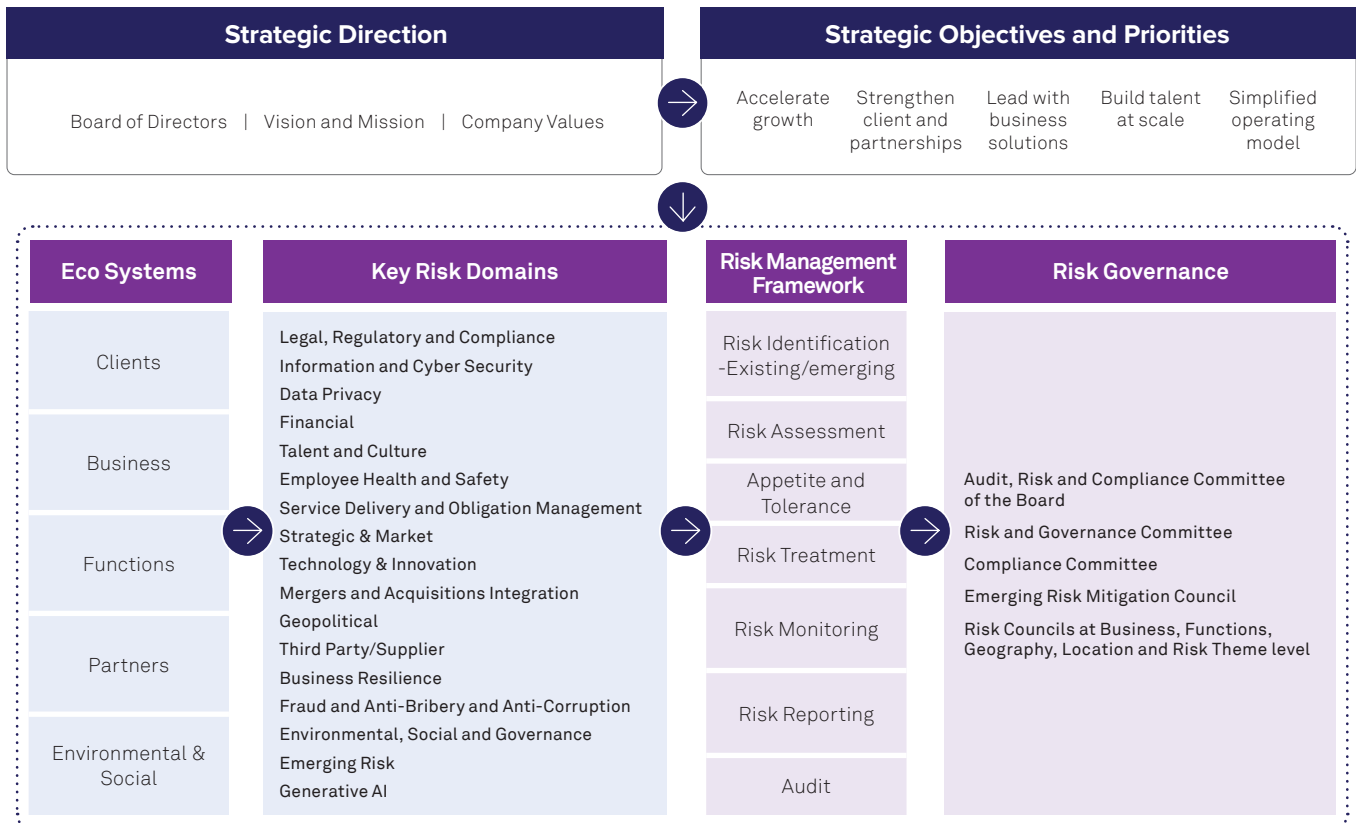 Strategic Direction
Board of Directors | Vision and Mission | Company Values
Strategic Objectives and Priorities
Accelerate
growth
Strengthen
client and
partnerships
Lead with
business
solutions
Build talent
at scale
Simplified
operating
model
Eco Systems
Clients
Business
Functions
Partners
Environmental &
Social
Key Risk Domains
Legal, Regulatory and Compliance
Information and Cyber Security
Data Privacy
Financial
Talent and Culture
Employee Health and Safety
Service Delivery and Obligation Management
Strategic & Market
Technology & Innovation
Mergers and Acquisitions Integration
Geopolitical
Third Party/Supplier
Business Resilience
Fraud and Anti-Bribery and Anti-Corruption
Environmental, Social and Governance
Emerging Risk
Generative AI
Risk Management
Framework
Risk Identification
-Existing/emerging
Risk Assessment
Appetite and
Tolerance
Risk Treatment
Risk Monitoring
Risk Reporting
Audit
Risk Governance
Audit, Risk and Compliance Committee
of the Board
Risk and Governance Committee
Compliance Committee
Emerging Risk Mitigation Council
Risk Councils at Business, Functions,
Geography, Location and Risk Theme level